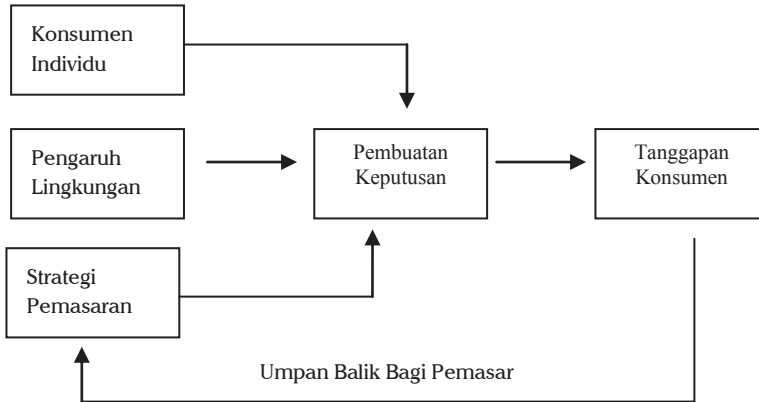 Konsumen
Individu
Pengaruh
Lingkungan
Pembuatan
Keputusan
Tanggapan
Konsumen
Strategi
Pemasaran
Umpan Balik Bagi Pemasar